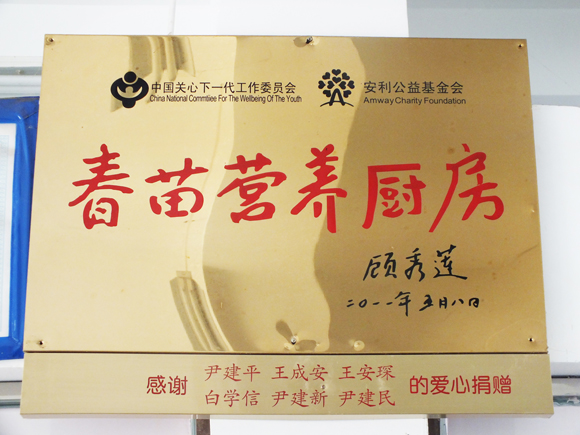 中国关心下一代工作委员会
China National Committee For The Wellbeing Of The Youth
安利公益基金会
Amway Charity Foundation
春苗营养厨房
顾秀莲
二〇一一年五月八日
感谢 尹建平 王成安 王安琛 的爱心捐赠
白学信 尹建新 尹建民